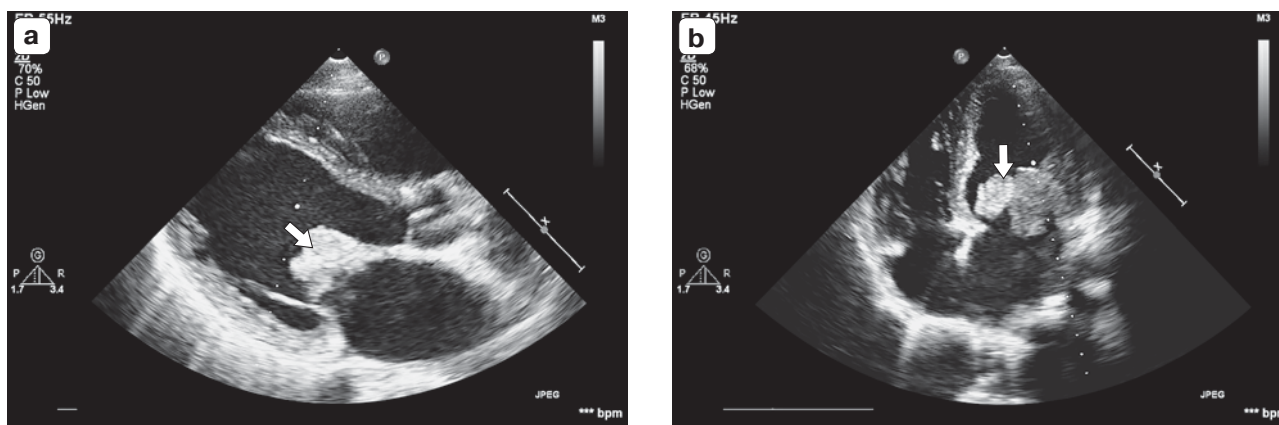 a
FR 55Hz
M3
2D
70%
C 50
P Low
HGen
P
G
P R
1.7 3.4
x
JPEG
*** bpm
b
FR 45Hz
M3
2D
68%
C 50
P Low
HGen
P
G
P R
1.7 3.4
x
JPEG
*** bpm